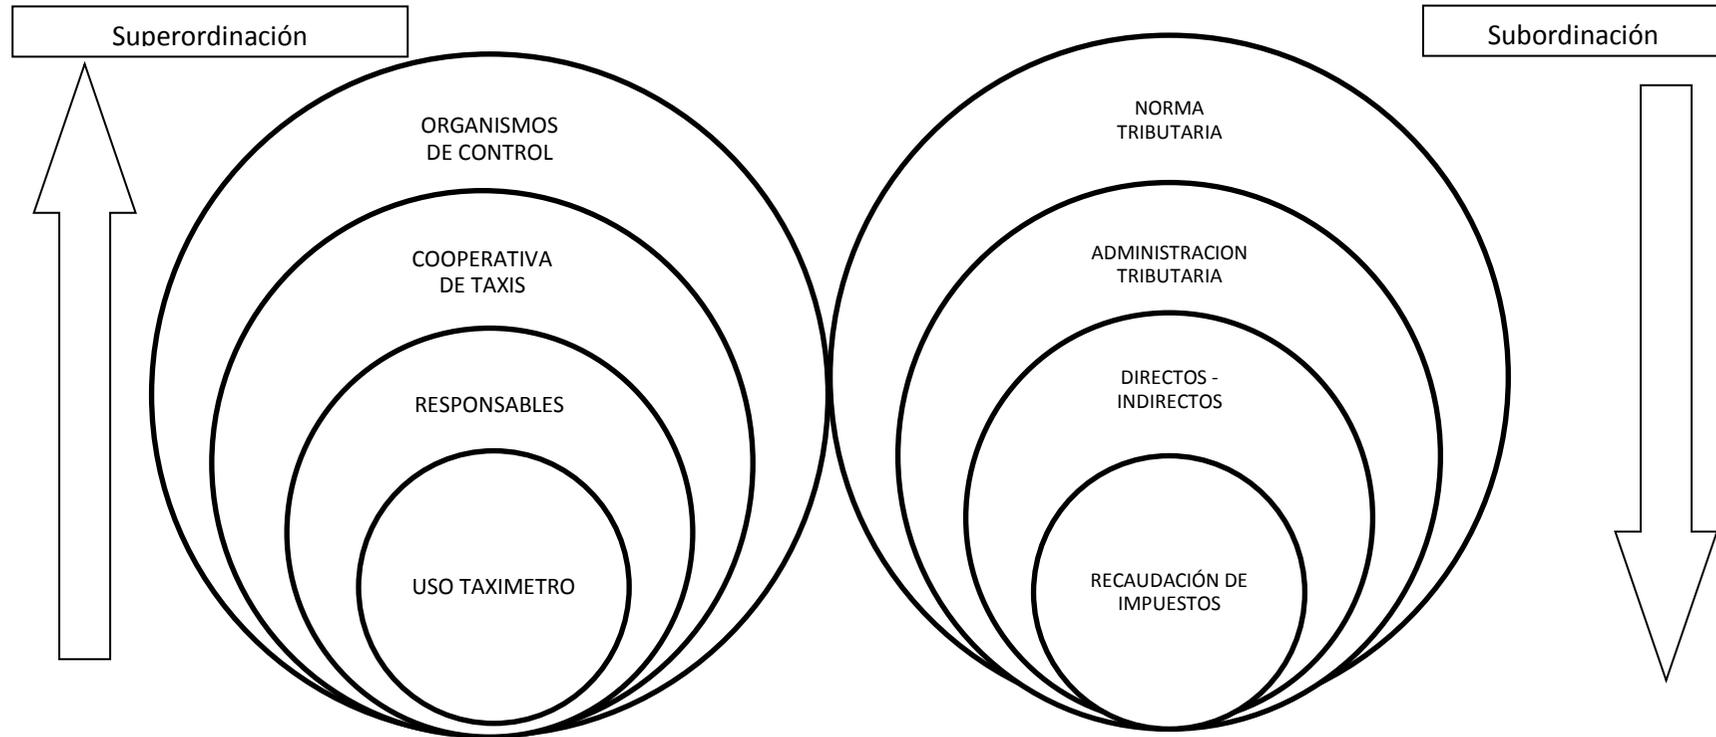 Superordinación
Subordinación
ORGANISMOS
DE CONTROL
COOPERATIVA
DE TAXIS
RESPONSABLES
USO TAXIMETRO
NORMA
TRIBUTARIA
ADMINISTRACION
TRIBUTARIA
DIRECTOS -
INDIRECTOS
RECAUDACIÓN DE
IMPUESTOS